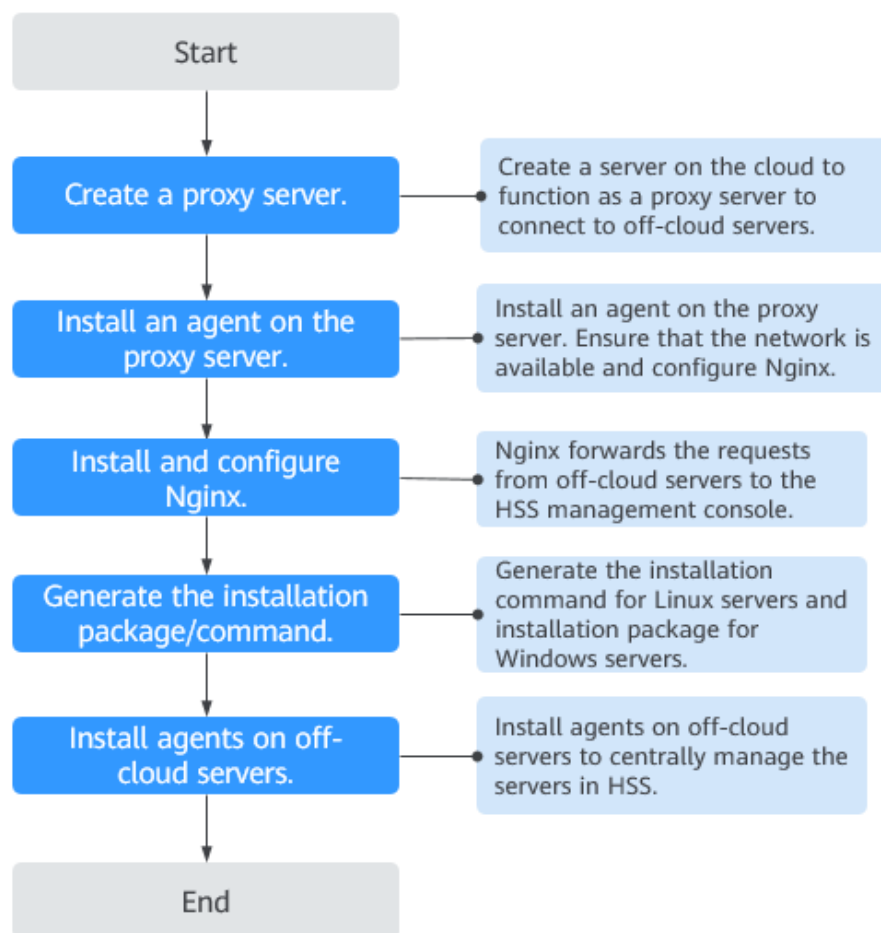 Start
Create a proxy server.
Create a server on the cloud to
function as a proxy server to
connect to off-cloud servers.
Install an agent on the
proxy server.
Install an agent on the proxy
server. Ensure that the network is
available and configure Nginx.
Install and configure
Nginx.
Nginx forwards the requests
from off-cloud servers to the
HSS management console.
Generate the installation
package/command.
Generate the installation
command for Linux servers and
installation package for
Windows servers.
Install agents on off-
cloud servers.
Install agents on off-cloud
servers to centrally manage the
servers in HSS.
End